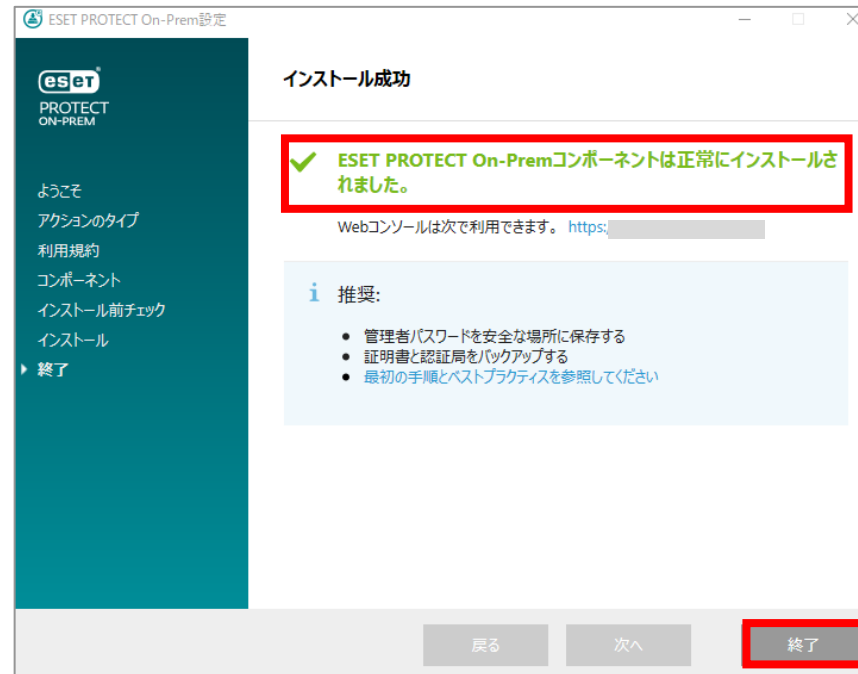 ESET PROTECT On-Prem設定
eset
PROTECT
ON-PREM
ようこそ
アクションのタイプ
利用規約
コンポーネント
インストール前チェック
インストール
終了
インストール成功
ESET PROTECT On-Premコンポーネントは正常にインストールさ
れました。
Webコンソールは次で利用できます。 https:/
推奨:
管理者パスワードを安全な場所に保存する
証明書と認証局をバックアップする
最初の手順とベストプラクティスを参照してください
戻る
次へ
終了